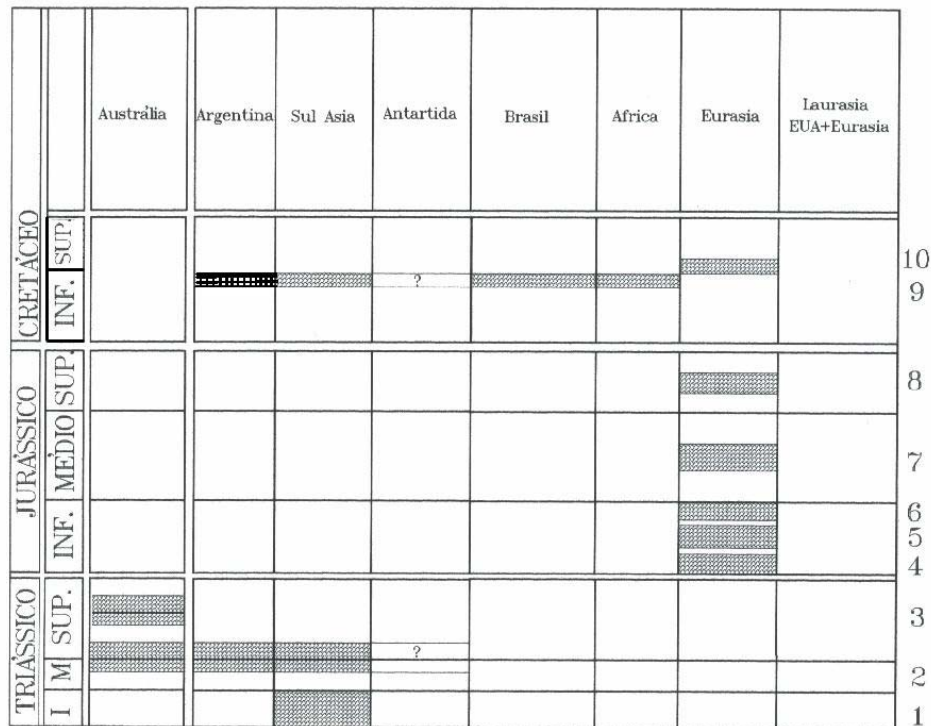 Austrália Argentina Sul Asia Antartida Brasil Africa Eurasia Laurasia
EUA+Eurasia
CRETÁCEO
SUP.
10
INF.
?
9
JURÁSSICO
SUP.
8
MÉDIO
7
INF.
6
5
4
TRIÁSSICO
SUP.
3
?
M
2
I
1